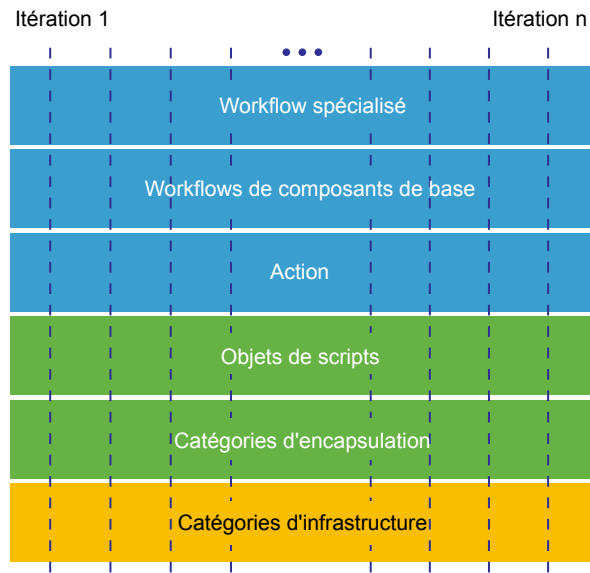 Itération 1 Itération n
•••
Workflow spécialisé
Workflows de composants de base
Action
Objets de scripts
Catégories d'encapsulation
Catégories d'infrastructure